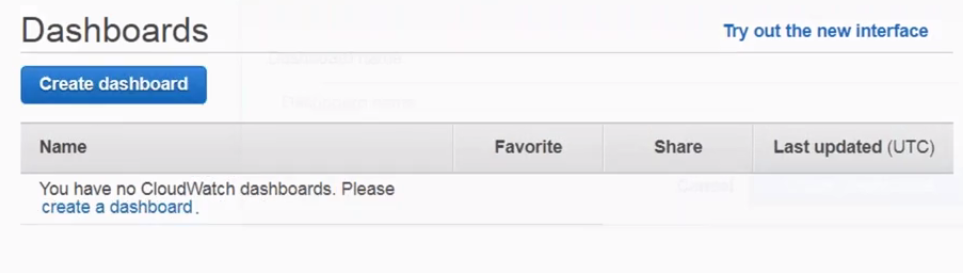 Dashboards
Try out the new interface
Create dashboard
Name Favorite Share Last updated (UTC)
You have no CloudWatch dashboards. Please
create a dashboard.